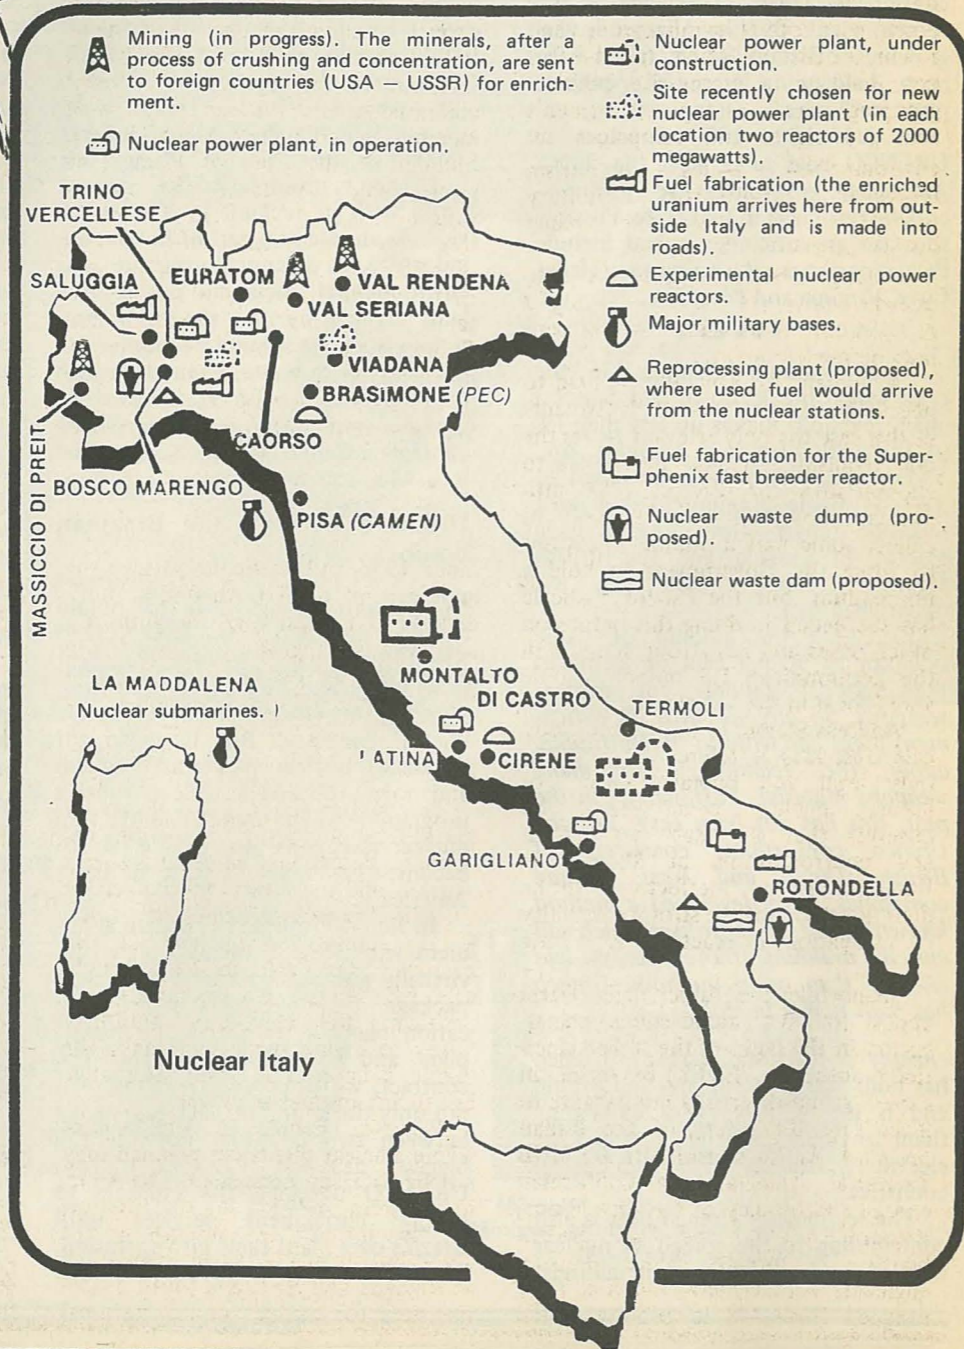 Mining (in progress). The minerals, after a
process of crushing and concentration, are sent
to foreign countries (USA — USSR) for enrich-
ment.
Nuclear power plant, in operation.
Nuclear power plant, under
construction.
Site recently chosen for new
nuclear power plant (in each
location two reactors of 2000
megawatts).
Fuel fabrication (the enriched
uranium arrives here from out-
side Italy and is made into
roads).
Experimental nuclear power
reactors.
Major military bases.
Reprocessing plant (proposed),
where used fuel would arrive
from the nuclear stations.
Fuel fabrication for the Super-
phenix fast breeder reactor.
Nuclear waste dump (pro-
posed).
Nuclear waste dam (proposed).
TRINO
VERCELLESE
SALUGGIA
EURATOM
VAL RENDENA
VAL SERIANA
VIADANA
BRASIMONE (PEC)
CAORSO
BOSCO MARENGO
PISA (CAMEN)
MASSICCIO DI PREIT
MONTALTO
DI CASTRO
LA MADDALENA
Nuclear submarines.
TERMOLI
LATINA
CIRENE
GARIGLIANO
ROTONDELLA
Nuclear Italy